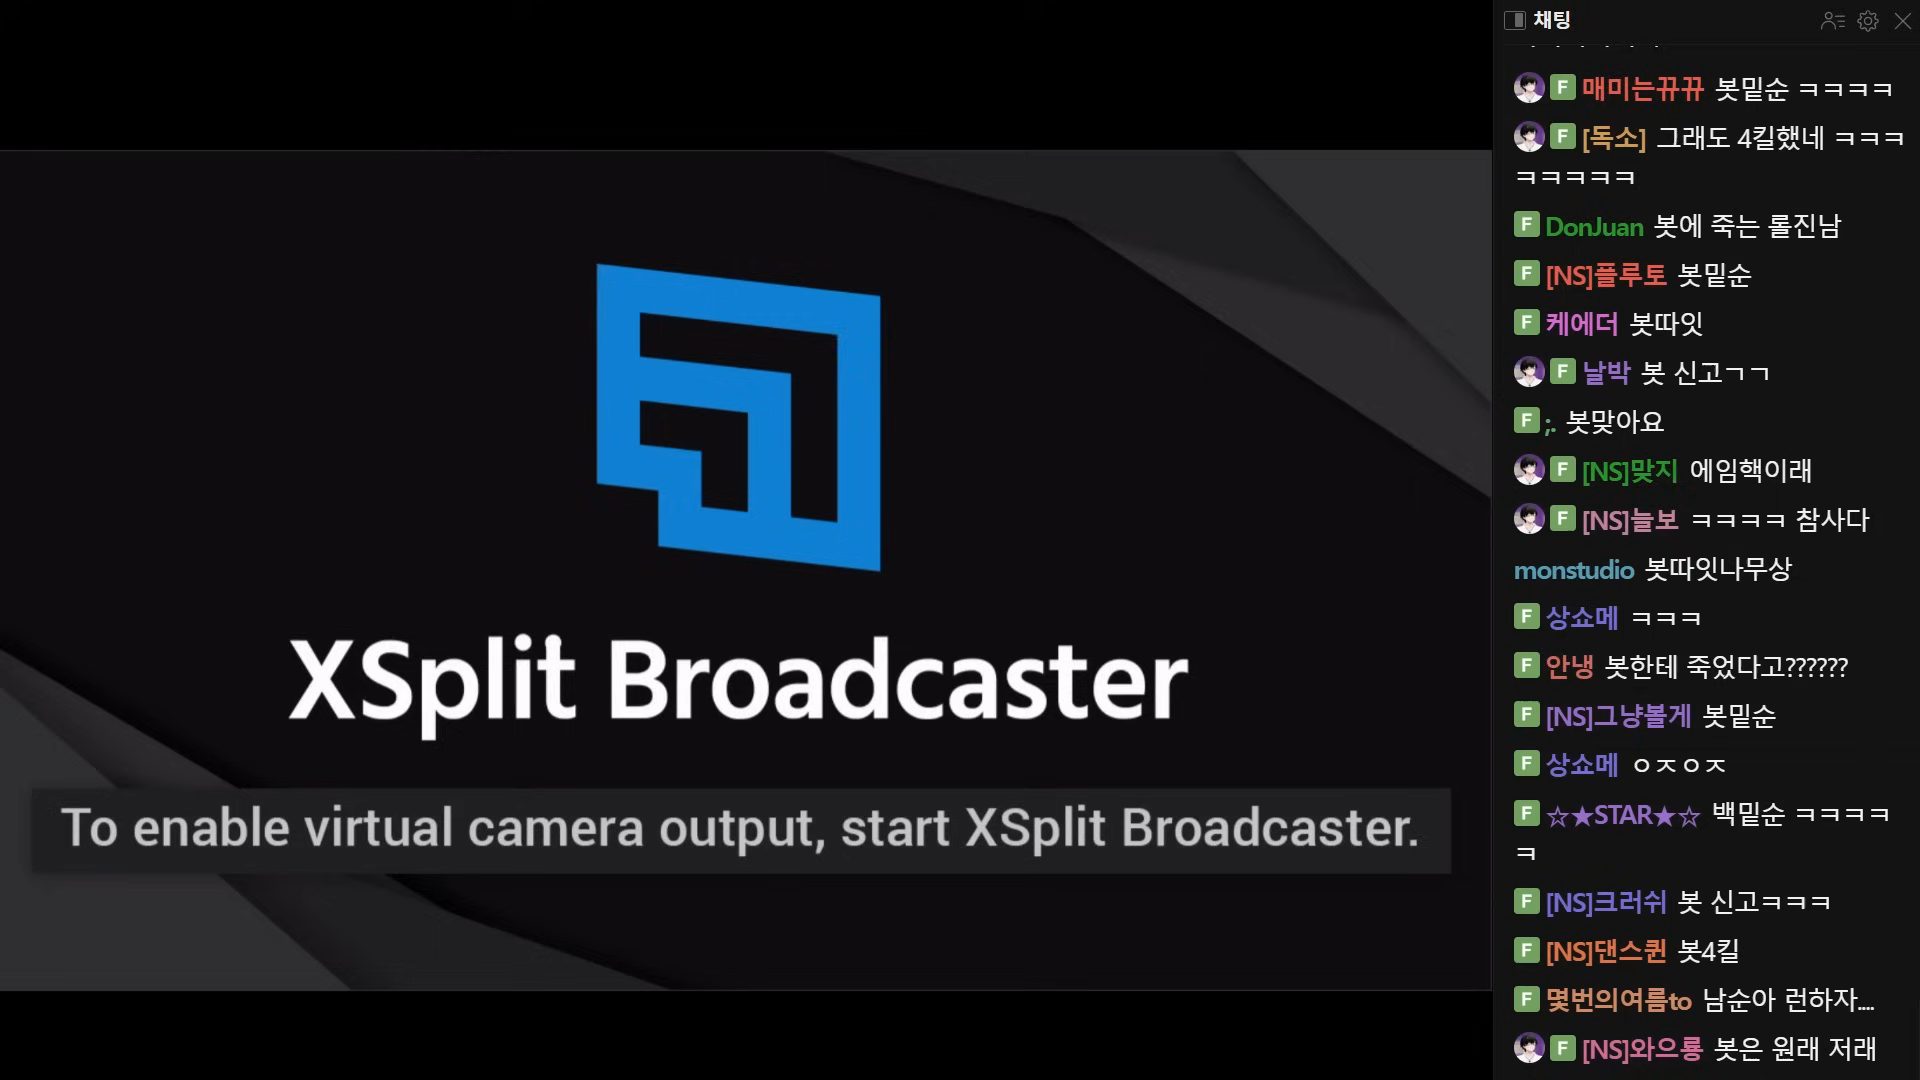 XSplit Broadcaster
To enable virtual camera output, start XSplit Broadcaster.
채팅
F 매미는뀨뀨 봇밑순 ㅋㅋㅋㅋ
F [독소] 그래도 4킬했네 ㅋㅋㅋ
ㅋㅋㅋㅋㅋ
F DonJuan 봇에 죽는 롤진남
F [NS]플루토 봇밑순
F 케에더 봇따잇
F 날박 봇 신고ㄱㄱ
F ;. 봇맞아요
F [NS]맞지 에임핵이래
F [NS]늘보 ㅋㅋㅋㅋ 참사다
monstudio 봇따잇나무상
F 상쇼메 ㅋㅋㅋ
F 안냉 봇한테 죽었다고??????
F [NS]그냥볼게 봇밑순
F 상쇼메 ㅇㅈㅇㅈ
F ☆★STAR★☆ 백밑순 ㅋㅋㅋㅋ
ㅋ
F [NS]크러쉬 봇 신고ㅋㅋㅋ
F [NS]댄스퀸 봇4킬
F 몇번의여름to 남순아 런하자....
F [NS]와으룡 봇은 원래 저래